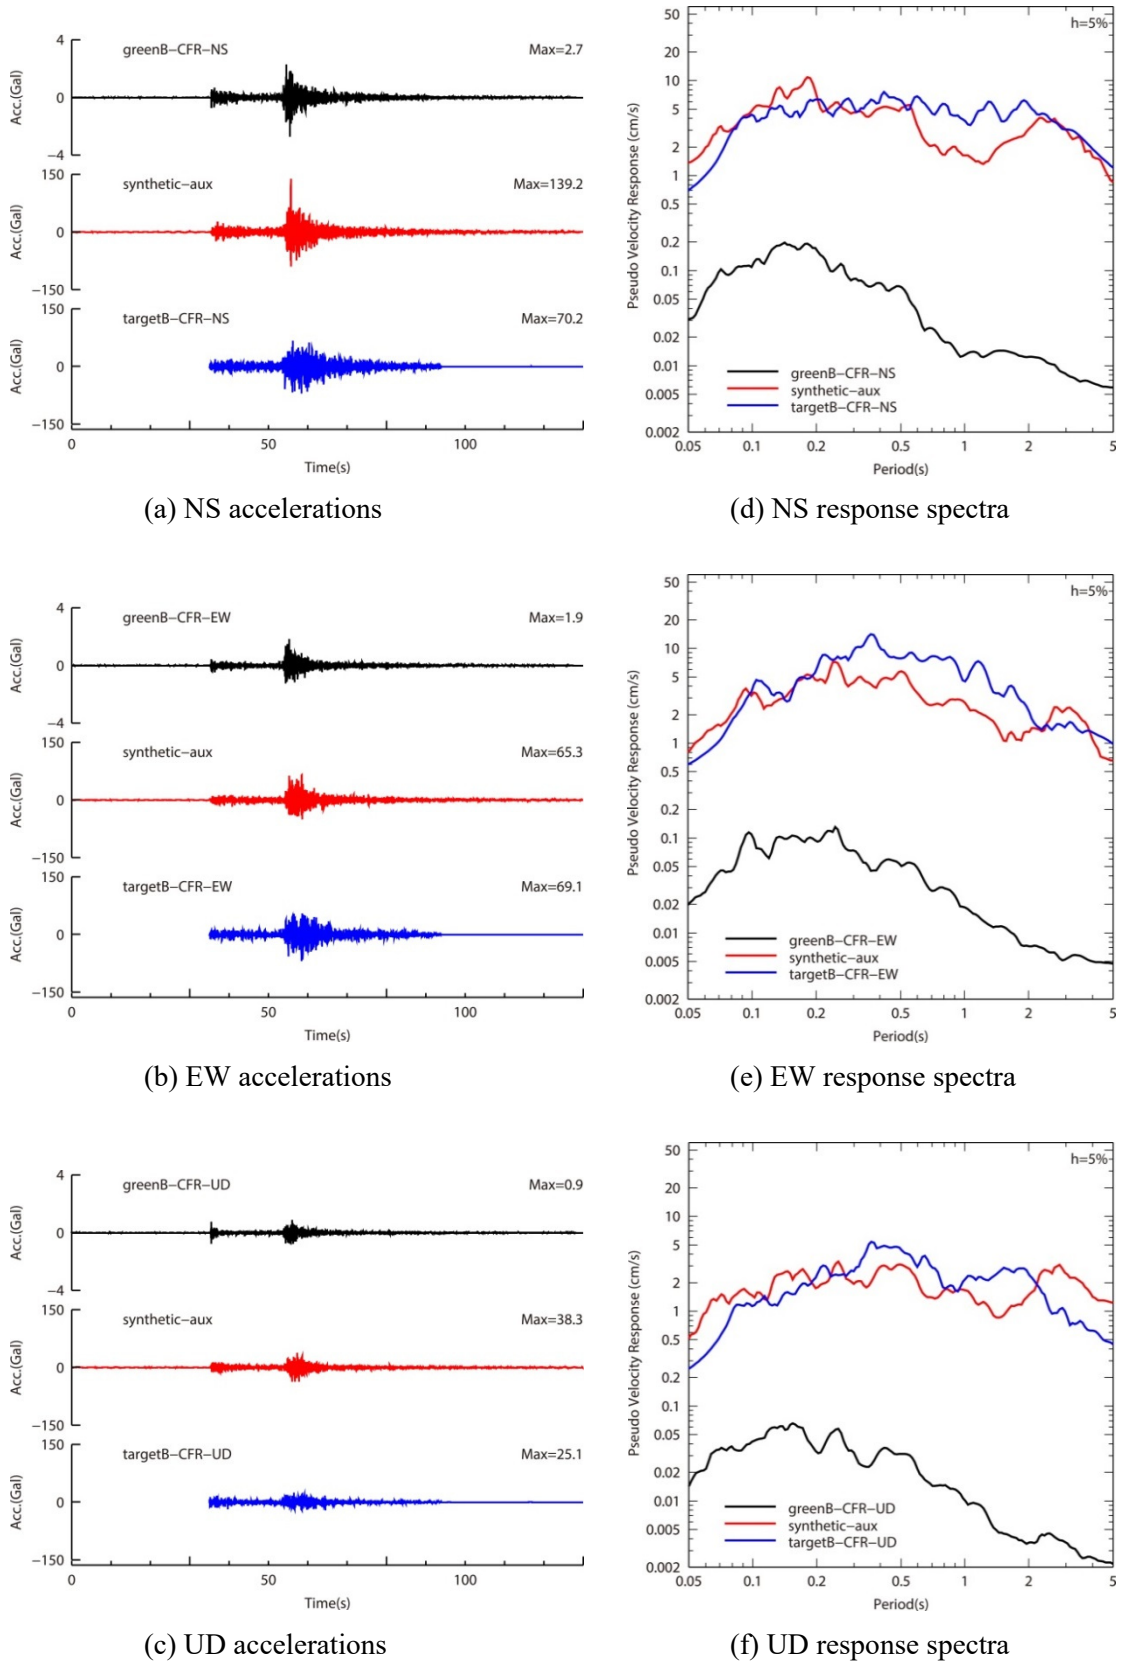 4
greenB−CFR−NS
Max=2.7
Acc.(Gal)
0
−4
150
synthetic−aux
Max=139.2
Acc.(Gal)
0
−150
150
targetB−CFR−NS
Max=70.2
Acc.(Gal)
0
−150
0
50
100
Time(s)
(a) NS accelerations
h=5%
50
20
10
5
2
1
0.5
0.2
0.1
0.05
0.02
0.01
0.005
0.002
Pseudo Velocity Response (cm/s)
greenB−CFR−NS
synthetic−aux
targetB−CFR−NS
0.05
0.1
0.2
0.5
1
2
5
Period(s)
(d) NS response spectra
4
greenB−CFR−EW
Max=1.9
Acc.(Gal)
0
−4
150
synthetic−aux
Max=65.3
Acc.(Gal)
0
−150
150
targetB−CFR−EW
Max=69.1
Acc.(Gal)
0
−150
0
50
100
Time(s)
(b) EW accelerations
h=5%
50
20
10
5
2
1
0.5
0.2
0.1
0.05
0.02
0.01
0.005
0.002
Pseudo Velocity Response (cm/s)
greenB−CFR−EW
synthetic−aux
targetB−CFR−EW
0.05
0.1
0.2
0.5
1
2
5
Period(s)
(e) EW response spectra
4
greenB−CFR−UD
Max=0.9
Acc.(Gal)
0
−4
150
synthetic−aux
Max=38.3
Acc.(Gal)
0
−150
150
targetB−CFR−UD
Max=25.1
Acc.(Gal)
0
−150
0
50
100
Time(s)
(c) UD accelerations
h=5%
50
20
10
5
2
1
0.5
0.2
0.1
0.05
0.02
0.01
0.005
0.002
Pseudo Velocity Response (cm/s)
greenB−CFR−UD
synthetic−aux
targetB−CFR−UD
0.05
0.1
0.2
0.5
1
2
5
Period(s)
(f) UD response spectra